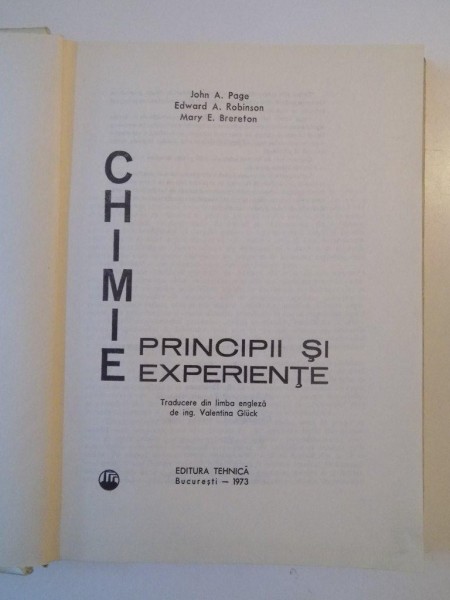 John A. Page
Edward A. Robinson
Mary E. Brereton
CHIMIE
PRINCIPII ȘI
EXPERIENȚE
Traducere din limba engleză
de ing. Valentina Glück
EDITURA TEHNICĂ
București — 1973